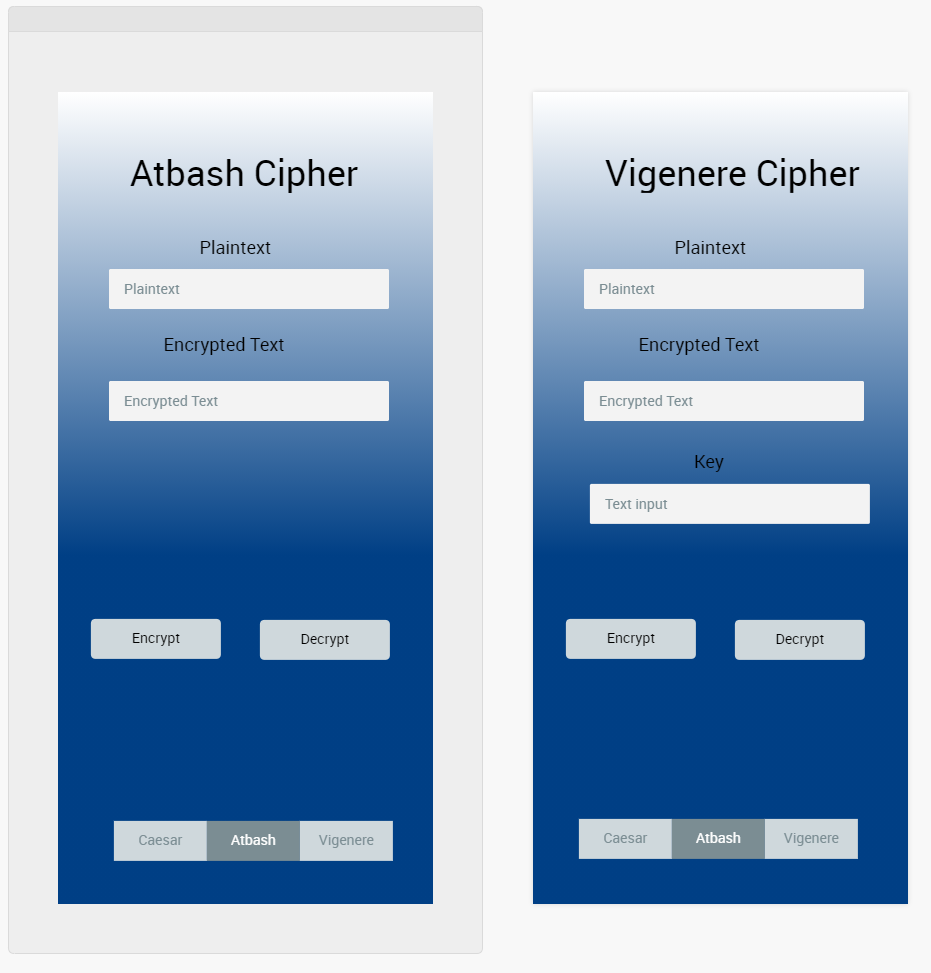 Atbash Cipher
Plaintext
Plaintext
Encrypted Text
Encrypted Text
Encrypt Decrypt
Caesar Atbash Vigenere
Vigenere Cipher
Plaintext
Plaintext
Encrypted Text
Encrypted Text
Key
Text input
Encrypt Decrypt
Caesar Atbash Vigenere